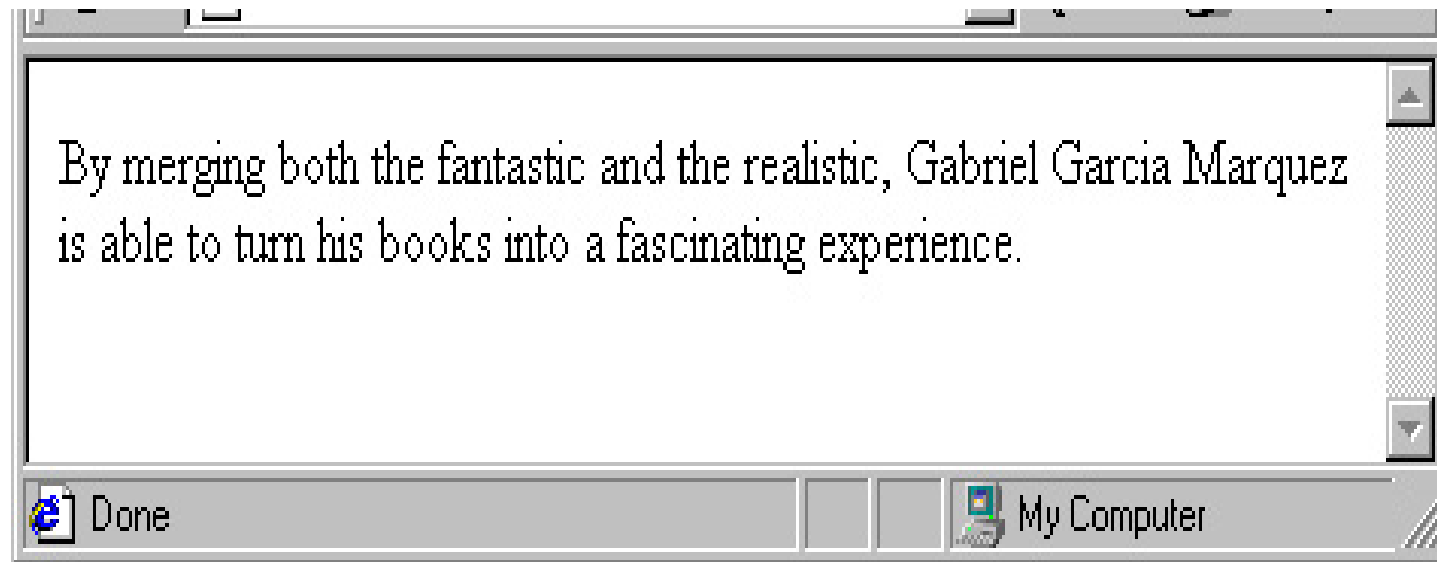 By merging both the fantastic and the realistic, Gabriel Garcia Marquez
is able to turn his books into a fascinating experience.
Done
My Computer